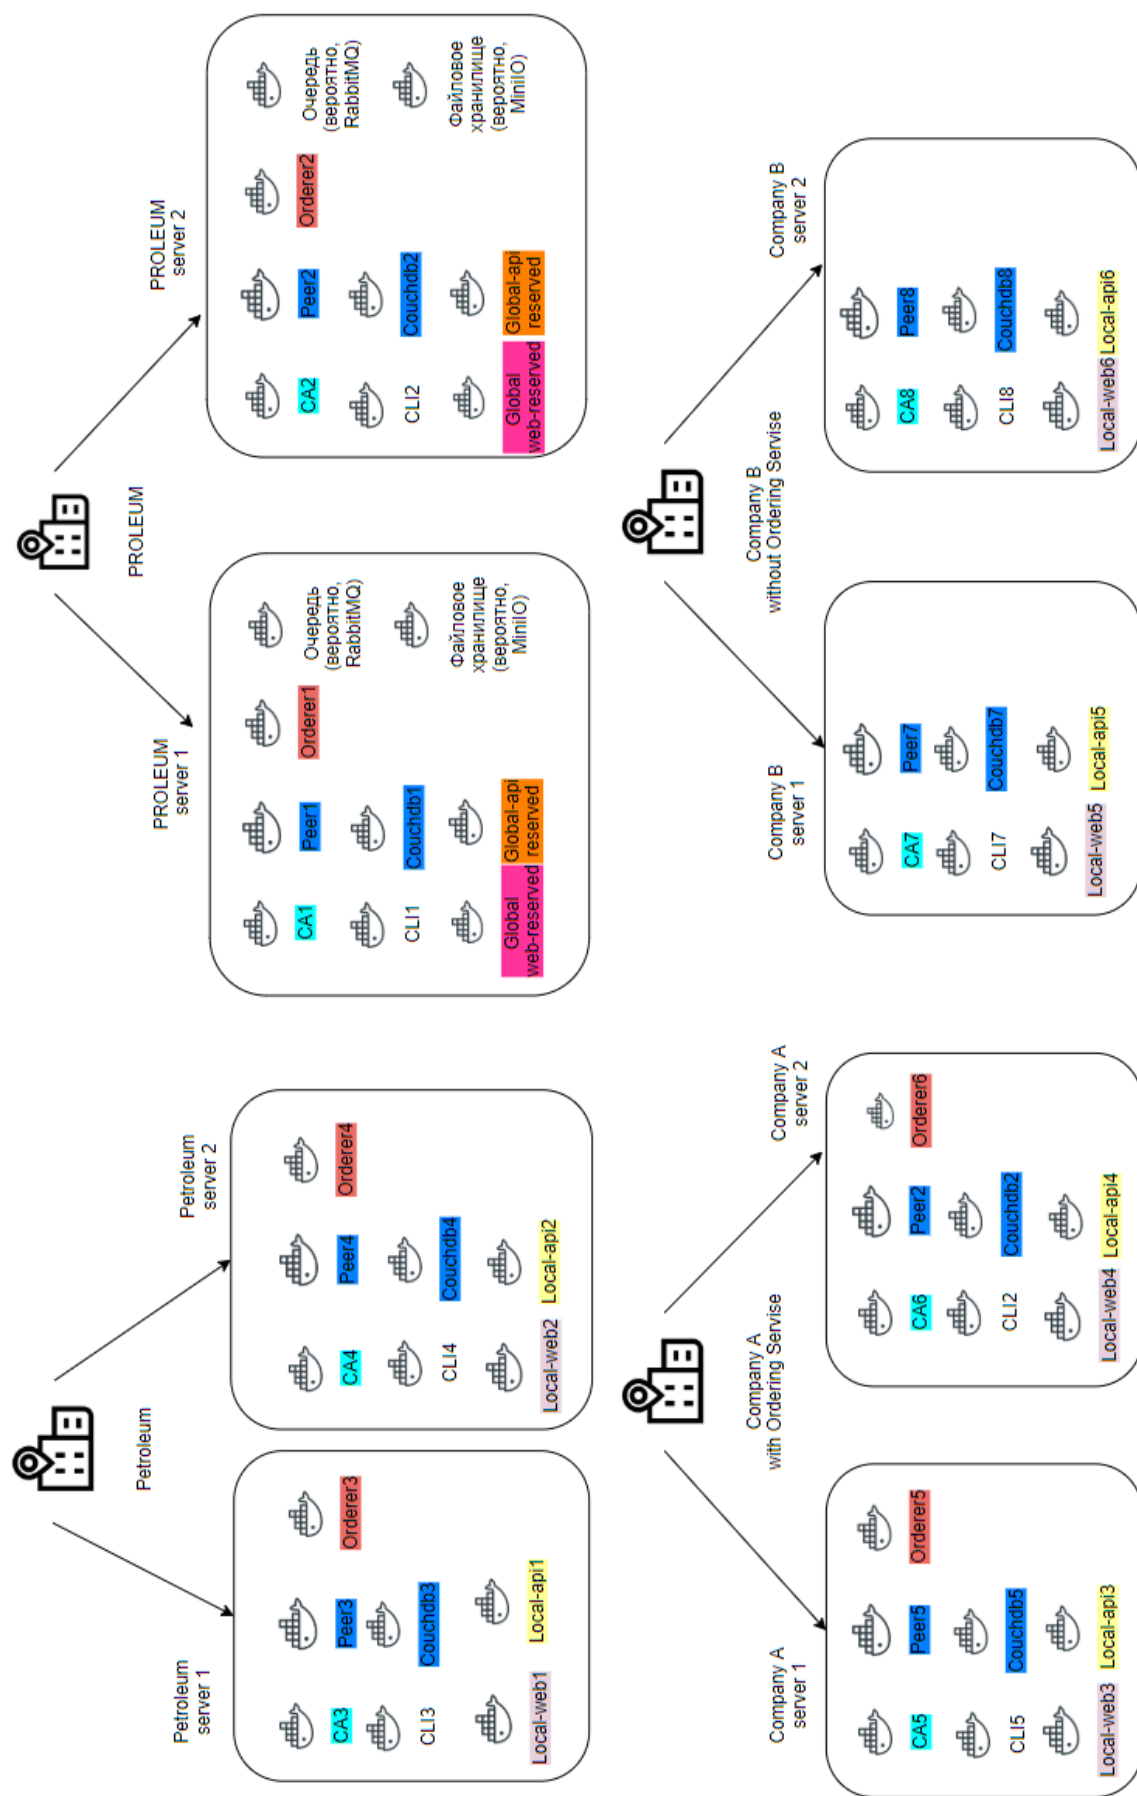 Petroleum
Petroleum
server 1
CA3
Peer3
Orderer3
CLI3
Couchdb3
Local-web1
Local-api1
Petroleum
server 2
CA4
Peer4
Orderer4
CLI4
Couchdb4
Local-web2
Local-api2
PROLEUM
PROLEUM
server 1
CA1
Peer1
Orderer1
Очередь
(вероятно,
RabbitMQ)
CLI1
Couchdb1
Файловое
хранилище
(вероятно,
MiniIO)
Global
web-reserved
Global-api
reserved
PROLEUM
server 2
CA2
Peer2
Orderer2
Очередь
(вероятно,
RabbitMQ)
CLI2
Couchdb2
Файловое
хранилище
(вероятно,
MiniIO)
Global
web-reserved
Global-api
reserved
Company A
with Ordering Servise
Company A
server 1
CA5
Peer5
Orderer5
CLI5
Couchdb5
Local-web3
Local-api3
Company A
server 2
CA6
Peer2
Orderer6
CLI2
Couchdb2
Local-web4
Local-api4
Company B
without Ordering Servise
Company B
server 1
CA7
Peer7
CLI7
Couchdb7
Local-web5
Local-api5
Company B
server 2
CA8
Peer8
CLI8
Couchdb8
Local-web6
Local-api6